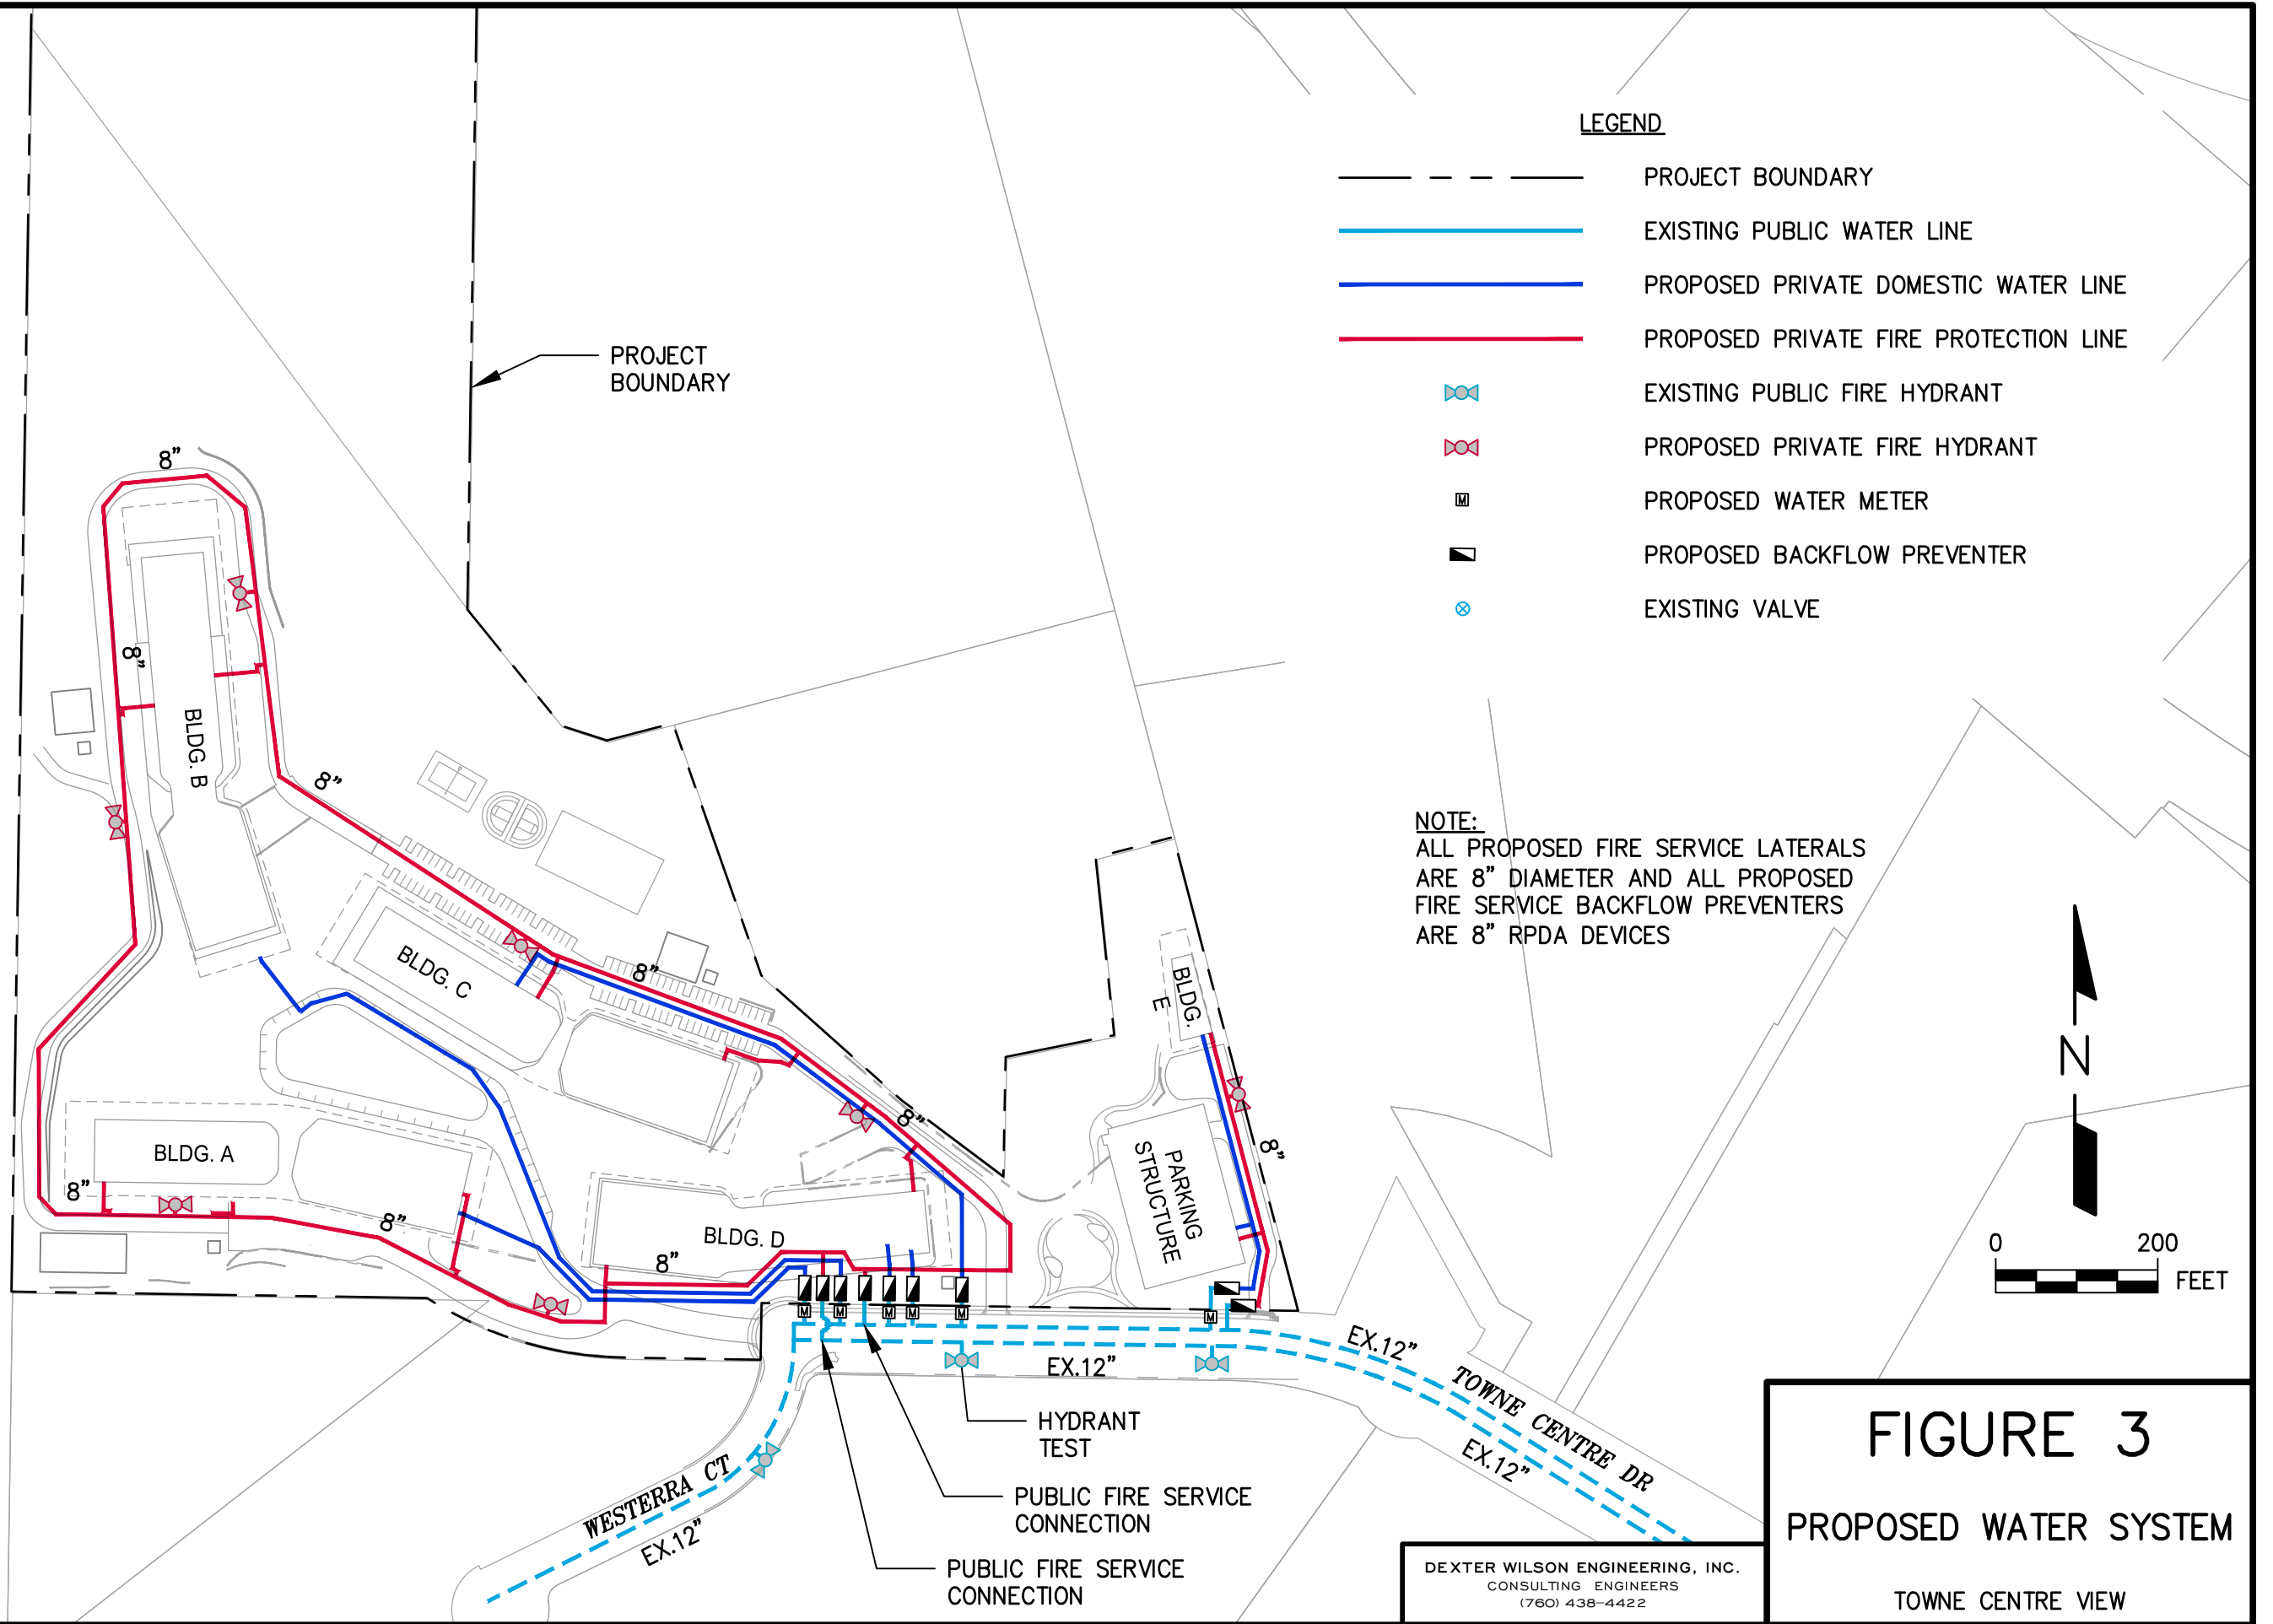 LEGEND
PROJECT BOUNDARY
EXISTING PUBLIC WATER LINE
PROPOSED PRIVATE DOMESTIC WATER LINE
PROPOSED PRIVATE FIRE PROTECTION LINE
EXISTING PUBLIC FIRE HYDRANT
PROPOSED PRIVATE FIRE HYDRANT
M
PROPOSED WATER METER
PROPOSED BACKFLOW PREVENTER
EXISTING VALVE
PROJECT
BOUNDARY
8"
8"
BLDG. B
8"
BLDG. C
8"
NOTE:
ALL PROPOSED FIRE SERVICE LATERALS
ARE 8" DIAMETER AND ALL PROPOSED
FIRE SERVICE BACKFLOW PREVENTERS
ARE 8" RPDA DEVICES
BLDG.
E
8"
8"
BLDG. A
8"
8"
BLDG. D
8"
PARKING
STRUCTURE
N
0 200
FEET
M
M
M
M
M
M
EX.12"
EX.12"
TOWNE CENTRE DR
EX.12"
HYDRANT
TEST
WESTERRA CT
EX.12"
PUBLIC FIRE SERVICE
CONNECTION
PUBLIC FIRE SERVICE
CONNECTION
DEXTER WILSON ENGINEERING, INC.
CONSULTING ENGINEERS
(760) 438-4422
FIGURE 3
PROPOSED WATER SYSTEM
TOWNE CENTRE VIEW